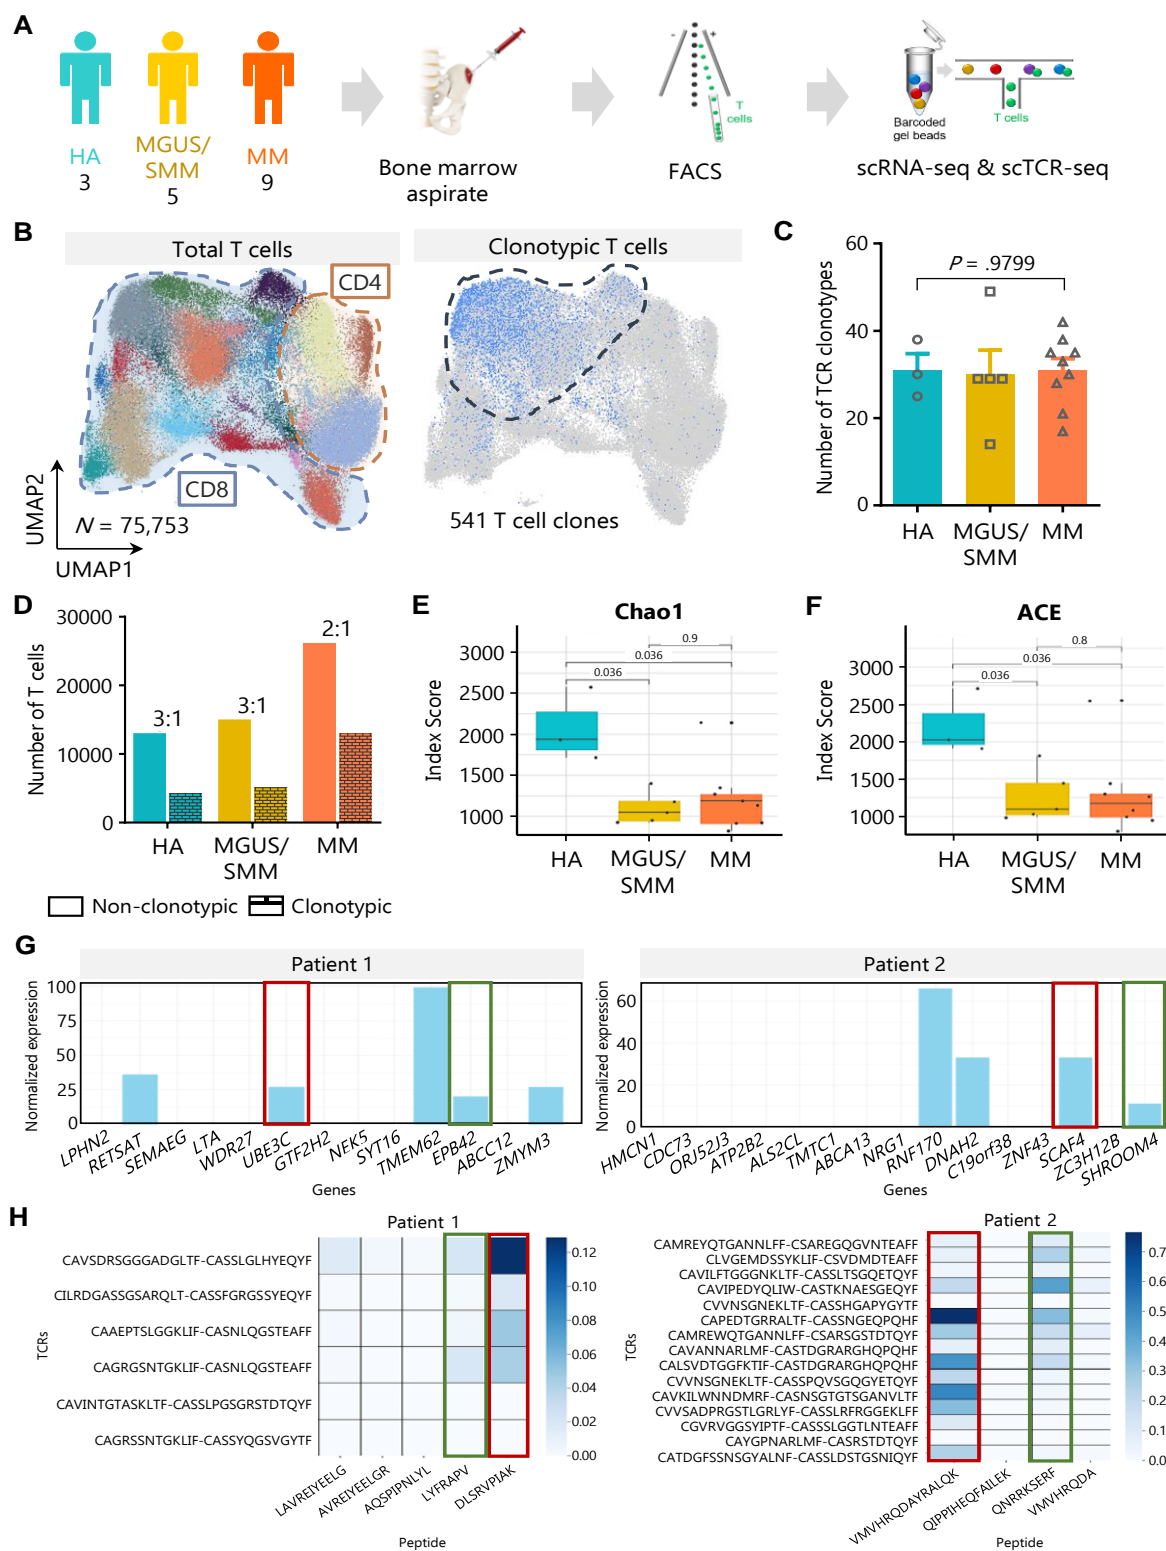 A
HA
3
MGUS/
SMM
5
MM
9
Bone marrow
aspirate
- +
T
cells
FACS
Barcoded
gel beads
T cells
scRNA-seq & scTCR-seq
B
Total T cells
CD4
CD8
N = 75,753
UMAP2
UMAP1
Clonotypic T cells
541 T cell clones
C
Number of TCR clonotypes
60
40
20
0
P = .9799
HA
MGUS/
SMM
MM
D
Number of T cells
30000
20000
10000
0
3:1
3:1
2:1
HA
MGUS/
SMM
MM
Non-clonotypic
Clonotypic
E
Chao1
Index Score
3000
2500
2000
1500
1000
0.9
0.036
0.036
HA
MGUS/
SMM
MM
F
ACE
Index Score
3000
2500
2000
1500
1000
0.8
0.036
0.036
HA
MGUS/
SMM
MM
G
Patient 1
Normalized expression
100
75
50
25
0
LPHN2
RETSAT
SEMAEG
LTA
WDR27
UBE3C
GTF2H2
NEK5
SYT16
TMEM62
EPB42
ABCC12
ZMYM3
Genes
Patient 2
Normalized expression
60
40
20
0
HMCN1
CDC73
ORJ52J3
ATP2B2
ALS2CL
TMTC1
ABCA13
NRG1
RNF170
DNAH2
C19orf38
ZNF43
SCAF4
ZC3H12B
SHROOM4
Genes
H
Patient 1
TCRs
CAVSDRSGGGADGLTF-CASSLGLHYEQYF
CILRDGASSGSARQLT-CASSFGRGSSYEQYF
CAAEPTSLGGKLIF-CASNLQGSTEAFF
CAGRGSNTGKLIF-CASNLQGSTEAFF
CAVINTGTASKLTF-CASSLPGSGRSTDTQYF
CAGRSSNTGKLIF-CASSYQGSVGYTF
LAVREIYEELG
AVREIYEELGR
AQSPIPNLYL
LYFRAPV
DLSRVPIAK
Peptide
0.12
0.10
0.08
0.06
0.04
0.02
0.00
Patient 2
TCRs
CAMREYQTGANNLFF-CSAREGQGVNTEAFF
CLVGEMDSSYKLIF-CSVDMDTEAFF
CAVILFTGGGNKLTF-CASSLTSGQETQYF
CAVIPEDYQLIW-CASTKNAESGEQYF
CVVNSGNEKLTF-CASSHGAPYGYTF
CAPEDTGRRALTF-CASSNGEQPQHF
CAMREWQTGANNLFF-CSARSGSTDTQYF
CAVANNARLMF-CASTDGRARGHQPQHF
CALSVDTGGFKTIF-CASTDGRARGHQPQHF
CVVNSGNEKLTF-CASSPQVSGQGYETQYF
CAVKILWNNDMRF-CASNSGTGTSGANVLTF
CVVSADPRGSTLGRLYF-CASSLRFRGGEKLFF
CGVRVGGSYIPTF-CASSSLGGTLNTEAFF
CAYGPNARLMF-CASRSTDTQYF
CATDGFSSNSGYALNF-CASSLDSTGSNIQYF
VMVHRQDAYRALQK
QIPPIHEQFAILEK
QNRRKSERF
VMVHRQDA
Peptide
0.7
0.6
0.5
0.4
0.3
0.2
0.1
0.0